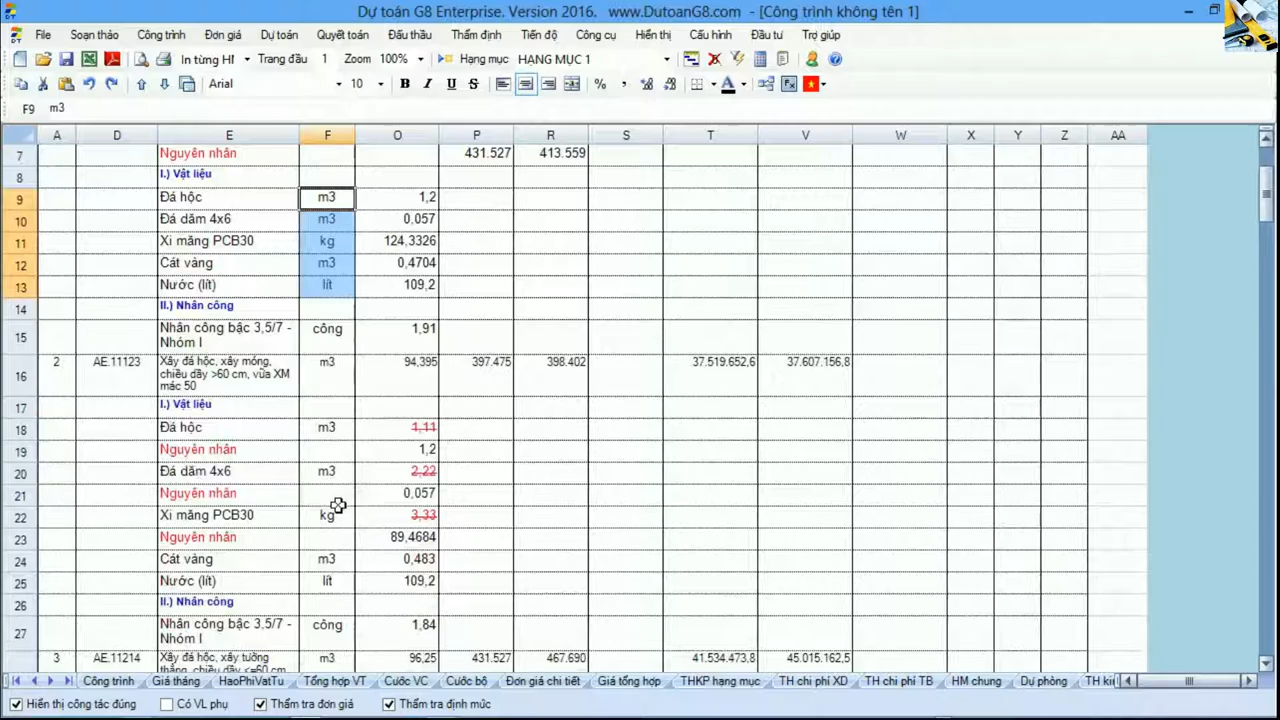 Dự toán G8 Enterprise. Version 2016. www.DutoanG8.com - [Công trình không tên 1]
File Soạn thảo Công trình Đơn giá Dự toán Quyết toán Đấu thầu Thẩm định Tiến độ Công cụ Hiển thị Cấu hình Đầu tư Trợ giúp
In từng HM Trang đầu 1 Zoom 100% Hạng mục HẠNG MỤC 1
Arial 10 B I U S % , A
F9 m3
A D E F O P R S T V W X Y Z AA
7 Nguyên nhân 431.527 413.559
8 I.) Vật liệu
9 Đá hộc m3 1,2
10 Đá dăm 4x6 m3 0,057
11 Xi măng PCB30 kg 124,3326
12 Cát vàng m3 0,4704
13 Nước (lít) lít 109,2
14 II.) Nhân công
15 Nhân công bậc 3,5/7 - công 1,91
Nhóm I
16 2 AE.11123 Xây đá hộc, xây móng, m3 94,395 397.475 398.402 37.519.652,6 37.607.156,8
chiều dầy >60 cm, vữa XM
mác 50
17 I.) Vật liệu
18 Đá hộc m3 1,11
19 Nguyên nhân 1,2
20 Đá dăm 4x6 m3 2,22
21 Nguyên nhân 0,057
22 Xi măng PCB30 kg 3,33
23 Nguyên nhân 89,4684
24 Cát vàng m3 0,483
25 Nước (lít) lít 109,2
26 II.) Nhân công
27 Nhân công bậc 3,5/7 - công 1,84
Nhóm I
3 AE.11214 Xây đá hộc, xây tường m3 96,25 431.527 467.690 41.534.473,8 45.015.162,5
thẳng, chiều dầy <=60 cm
Công trình Giá tháng HaoPhiVatTu Tổng hợp VT Cước VC Cước bộ Đơn giá chi tiết Giá tổng hợp THKP hạng mục TH chi phí XD TH chi phí TB HM chung Dự phòng TH ki
Hiển thị công tác đúng Có VL phụ Thẩm tra đơn giá Thẩm tra định mức